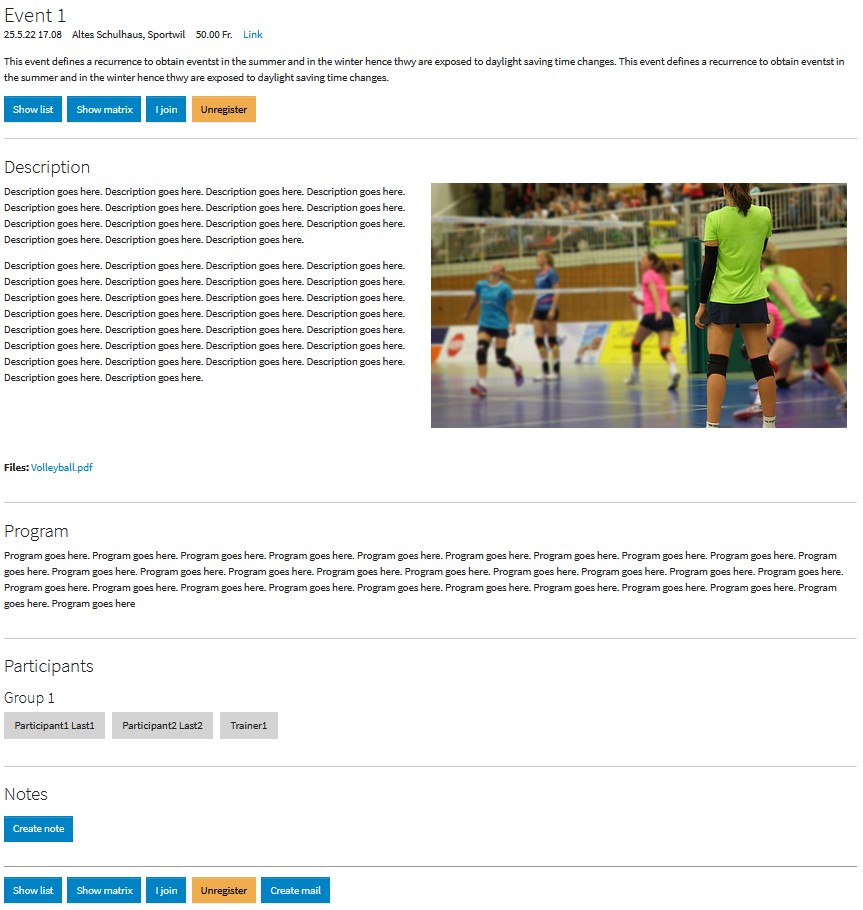 Event 1
25.5.22 17.08 Altes Schulhaus, Sportwil 50.00 Fr. Link
This event defines a recurrence to obtain eventst in the summer and in the winter hence thwy are exposed to daylight saving time changes. This event defines a recurrence to obtain eventst in
the summer and in the winter hence thwy are exposed to daylight saving time changes.
Show list Show matrix I join Unregister
Description
Description goes here. Description goes here. Description goes here. Description goes here.
Description goes here. Description goes here. Description goes here. Description goes here.
Description goes here. Description goes here. Description goes here. Description goes here.
Description goes here. Description goes here. Description goes here.
Description goes here. Description goes here. Description goes here. Description goes here.
Description goes here. Description goes here. Description goes here. Description goes here.
Description goes here. Description goes here. Description goes here. Description goes here.
Description goes here. Description goes here. Description goes here. Description goes here.
Description goes here. Description goes here. Description goes here. Description goes here.
Description goes here. Description goes here. Description goes here. Description goes here.
Description goes here. Description goes here. Description goes here. Description goes here.
Description goes here. Description goes here.
Files: Volleyball.pdf
Program
Program goes here. Program goes here. Program goes here. Program goes here. Program goes here. Program goes here. Program goes here. Program goes here. Program goes here. Program
goes here. Program goes here. Program goes here. Program goes here. Program goes here. Program goes here. Program goes here. Program goes here. Program goes here. Program goes here.
Program goes here. Program goes here. Program goes here. Program goes here. Program goes here. Program goes here. Program goes here. Program goes here. Program goes here. Program
goes here. Program goes here
Participants
Group 1
Participant1 Last1 Participant2 Last2 Trainer1
Notes
Create note
Show list Show matrix I join Unregister Create mail